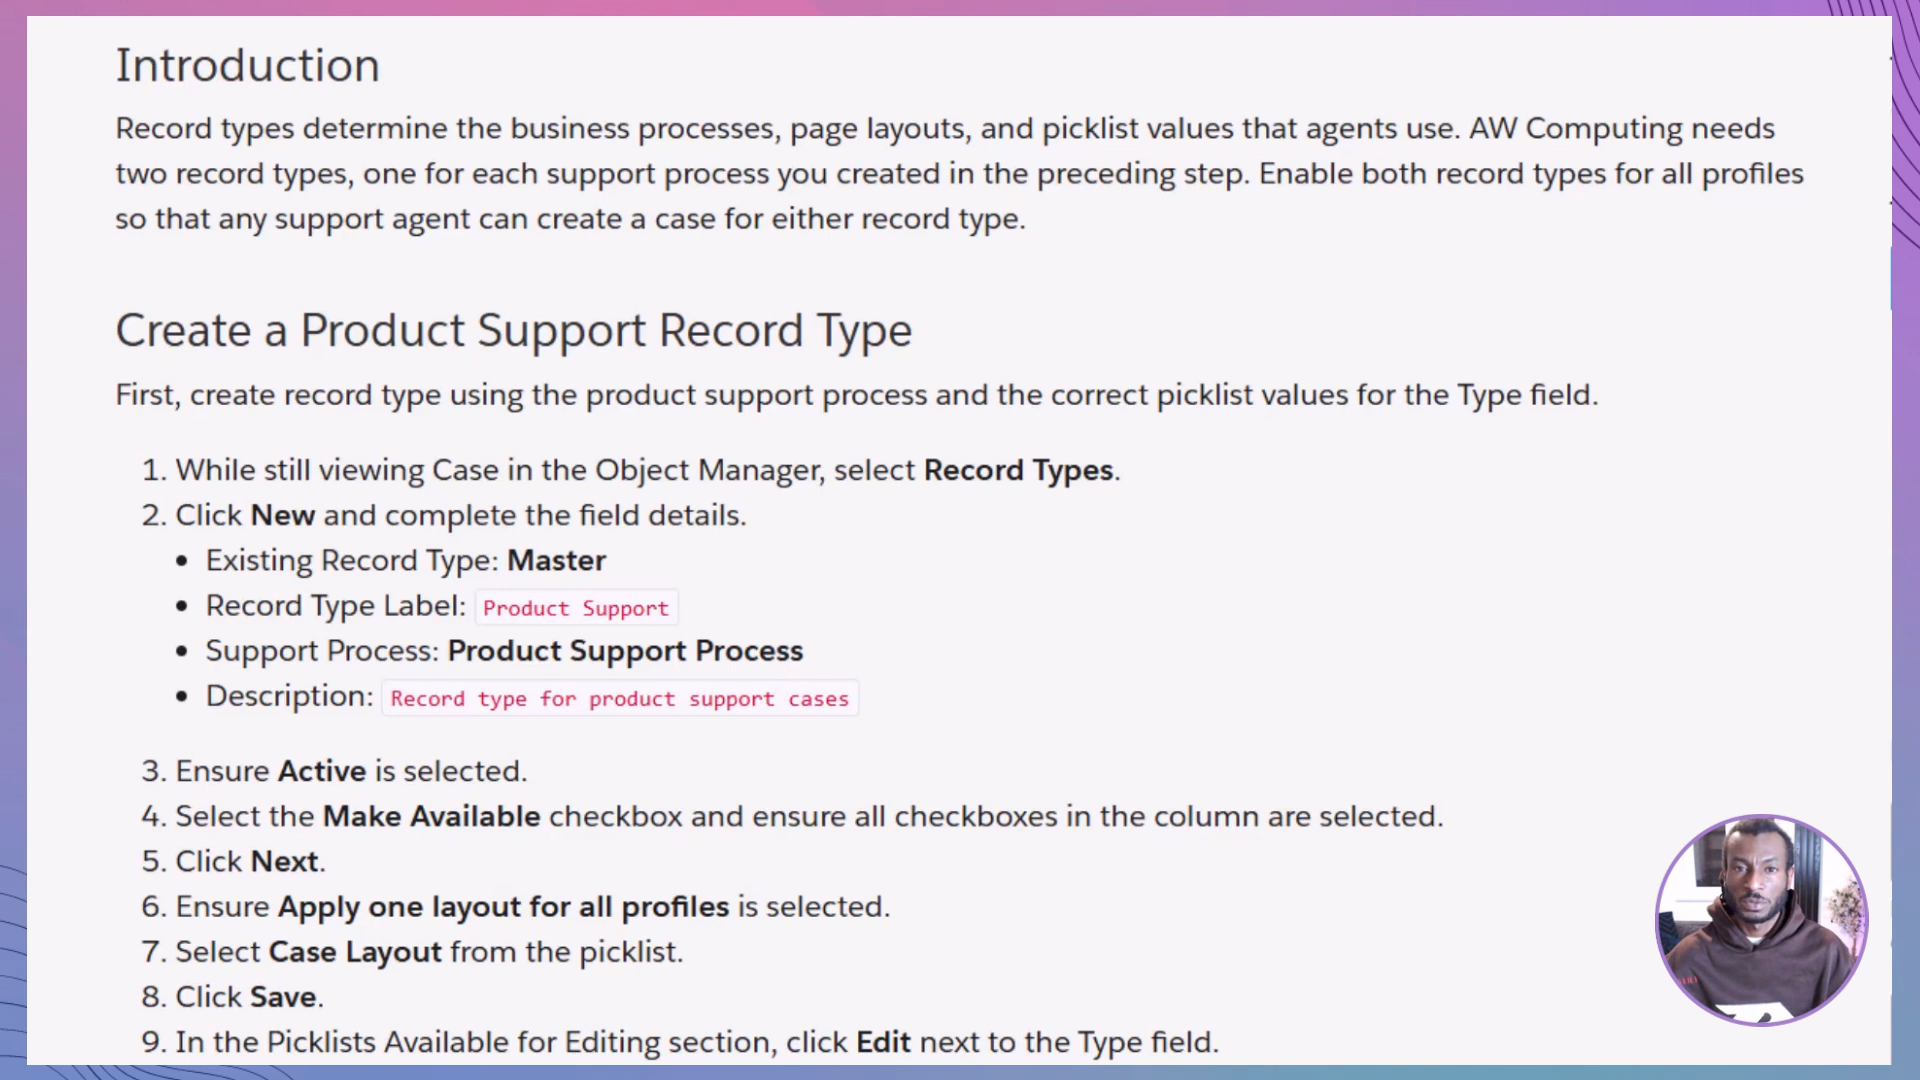 Introduction
Record types determine the business processes, page layouts, and picklist values that agents use. AW Computing needs
two record types, one for each support process you created in the preceding step. Enable both record types for all profiles
so that any support agent can create a case for either record type.
Create a Product Support Record Type
First, create record type using the product support process and the correct picklist values for the Type field.
1. While still viewing Case in the Object Manager, select Record Types.
2. Click New and complete the field details.
• Existing Record Type: Master
• Record Type Label: Product Support
• Support Process: Product Support Process
• Description: Record type for product support cases
3. Ensure Active is selected.
4. Select the Make Available checkbox and ensure all checkboxes in the column are selected.
5. Click Next.
6. Ensure Apply one layout for all profiles is selected.
7. Select Case Layout from the picklist.
8. Click Save.
9. In the Picklists Available for Editing section, click Edit next to the Type field.